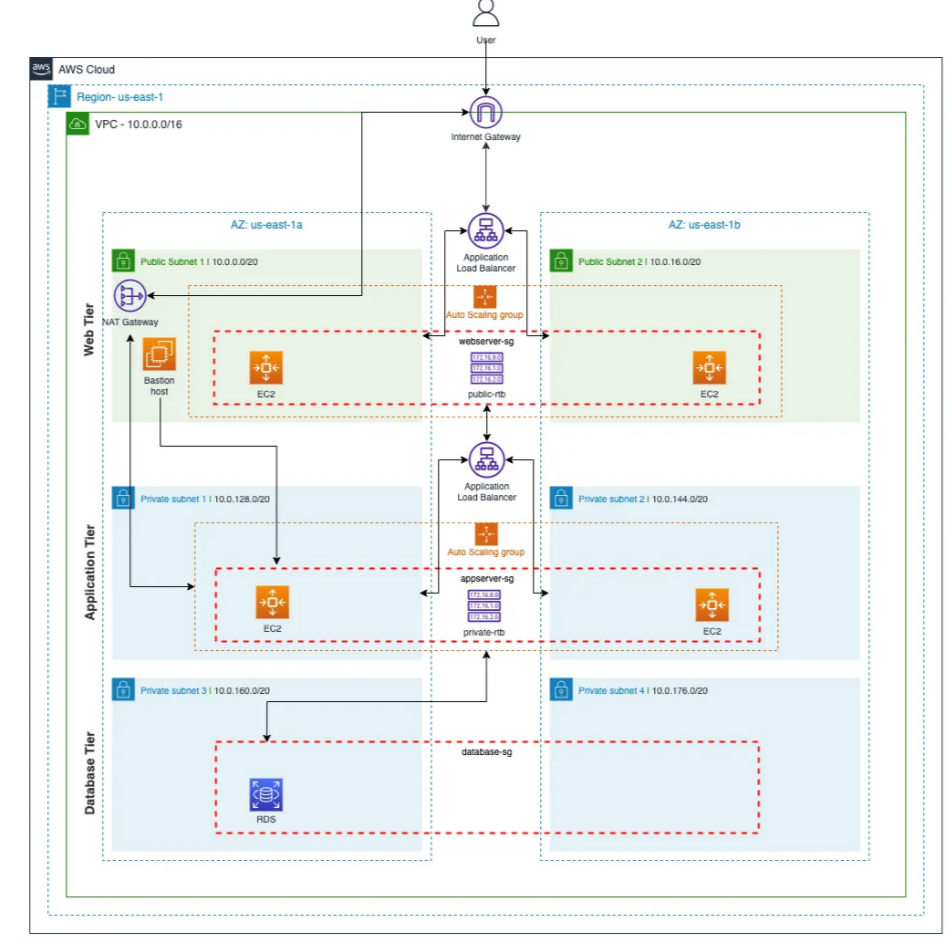 User
aws
AWS Cloud
Region- us-east-1
VPC - 10.0.0.0/16
Internet Gateway
AZ: us-east-1a
AZ: us-east-1b
Application
Load Balancer
Public Subnet 1 | 10.0.0.0/20
Public Subnet 2 | 10.0.16.0/20
Web Tier
NAT Gateway
Auto Scaling group
Bastion
host
webserver-sg
172.16.0.0
172.16.1.0
172.16.2.0
public-rtb
EC2
EC2
Application
Load Balancer
Private subnet 1 | 10.0.128.0/20
Private subnet 2 | 10.0.144.0/20
Application Tier
Auto Scaling group
appserver-sg
172.16.0.0
172.16.1.0
172.16.2.0
private-rtb
EC2
EC2
Private subnet 3 | 10.0.160.0/20
Private subnet 4 | 10.0.176.0/20
Database Tier
database-sg
RDS